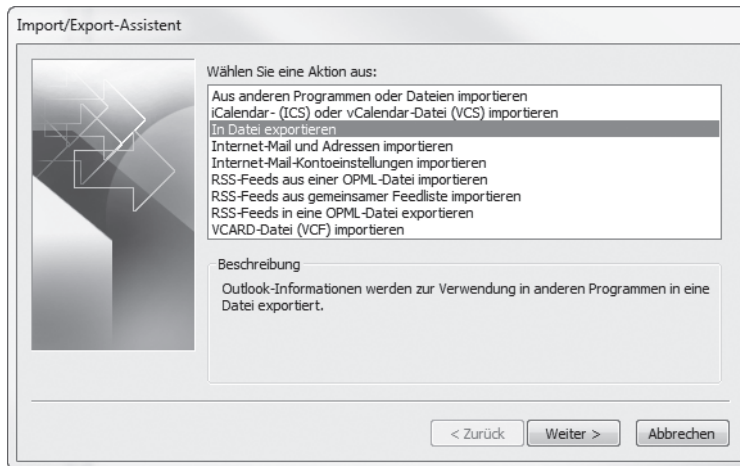 Import/Export-Assistent
Wählen Sie eine Aktion aus:
Aus anderen Programmen oder Dateien importieren
iCalendar- (ICS) oder vCalendar-Datei (VCS) importieren
In Datei exportieren
Internet-Mail und Adressen importieren
Internet-Mail-Kontoeinstellungen importieren
RSS-Feeds aus einer OPML-Datei importieren
RSS-Feeds aus gemeinsamer Feedliste importieren
RSS-Feeds in eine OPML-Datei exportieren
VCARD-Datei (VCF) importieren
Beschreibung
Outlook-Informationen werden zur Verwendung in anderen Programmen in eine
Datei exportiert.
< Zurück Weiter > Abbrechen